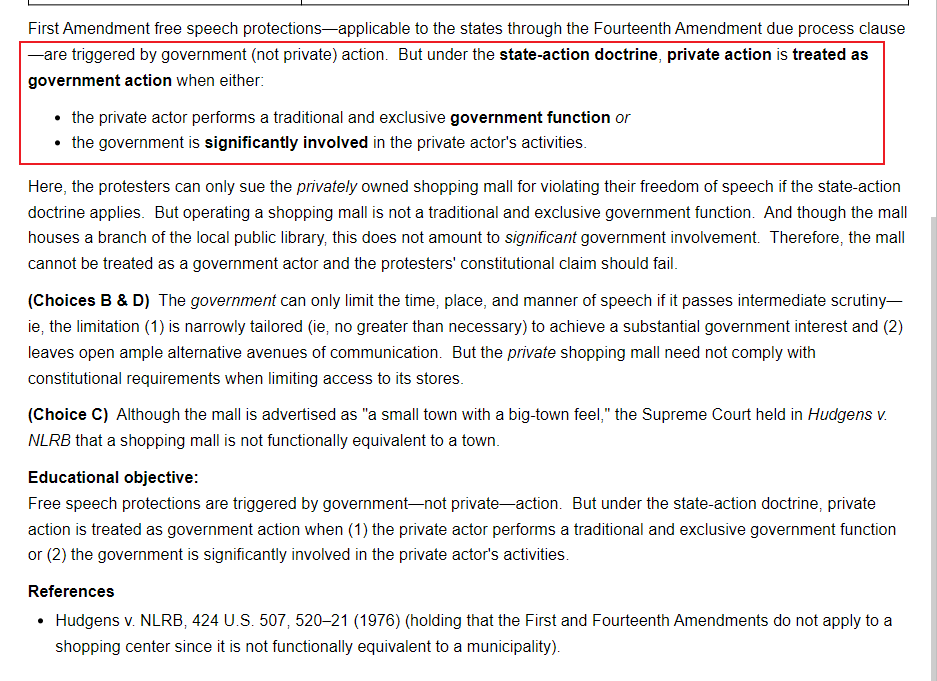 First Amendment free speech protections—applicable to the states through the Fourteenth Amendment due process clause
—are triggered by government (not private) action.  But under the state-action doctrine, private action is treated as
government action when either:
• the private actor performs a traditional and exclusive government function or
• the government is significantly involved in the private actor's activities.
Here, the protesters can only sue the privately owned shopping mall for violating their freedom of speech if the state-action
doctrine applies.  But operating a shopping mall is not a traditional and exclusive government function.  And though the mall
houses a branch of the local public library, this does not amount to significant government involvement.  Therefore, the mall
cannot be treated as a government actor and the protesters' constitutional claim should fail.
(Choices B & D)  The government can only limit the time, place, and manner of speech if it passes intermediate scrutiny—
ie, the limitation (1) is narrowly tailored (ie, no greater than necessary) to achieve a substantial government interest and (2)
leaves open ample alternative avenues of communication.  But the private shopping mall need not comply with
constitutional requirements when limiting access to its stores.
(Choice C)  Although the mall is advertised as "a small town with a big-town feel," the Supreme Court held in Hudgens v.
NLRB that a shopping mall is not functionally equivalent to a town.
Educational objective:
Free speech protections are triggered by government—not private—action.  But under the state-action doctrine, private
action is treated as government action when (1) the private actor performs a traditional and exclusive government function
or (2) the government is significantly involved in the private actor's activities.
References
• Hudgens v. NLRB, 424 U.S. 507, 520–21 (1976) (holding that the First and Fourteenth Amendments do not apply to a
shopping center since it is not functionally equivalent to a municipality).